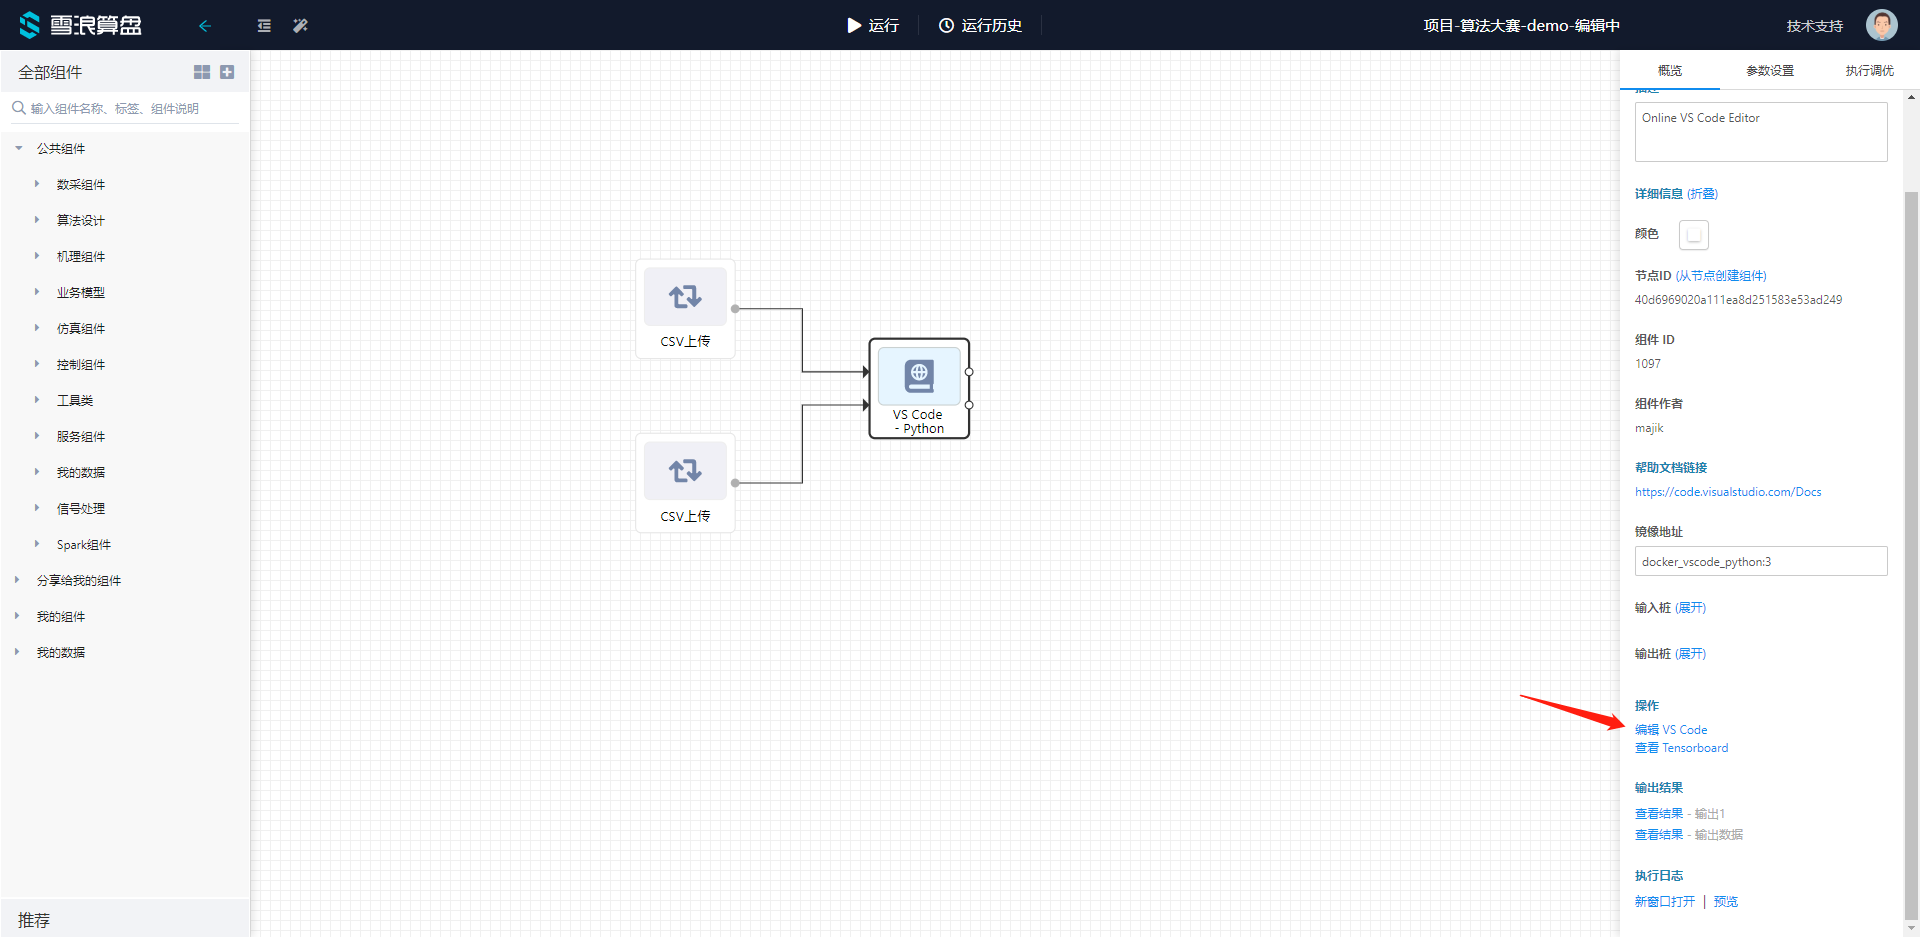 雪浪算盘
运行
运行历史
项目-算法大赛-demo-编辑中
技术支持
全部组件
输入组件名称、标签、组件说明
公共组件
数采组件
算法设计
机理组件
业务模型
仿真组件
控制组件
工具类
服务组件
我的数据
信号处理
Spark组件
分享给我的组件
我的组件
我的数据
推荐
CSV上传
CSV上传
VS Code
- Python
概览
参数设置
执行调优
描述
Online VS Code Editor
详细信息 (折叠)
颜色
节点ID (从节点创建组件)
40d6969020a111ea8d251583e53ad249
组件 ID
1097
组件作者
majik
帮助文档链接
https://code.visualstudio.com/Docs
镜像地址
docker_vscode_python:3
输入桩 (展开)
输出桩 (展开)
操作
编辑 VS Code
查看 Tensorboard
输出结果
查看结果 - 输出1
查看结果 - 输出数据
执行日志
新窗口打开 | 预览